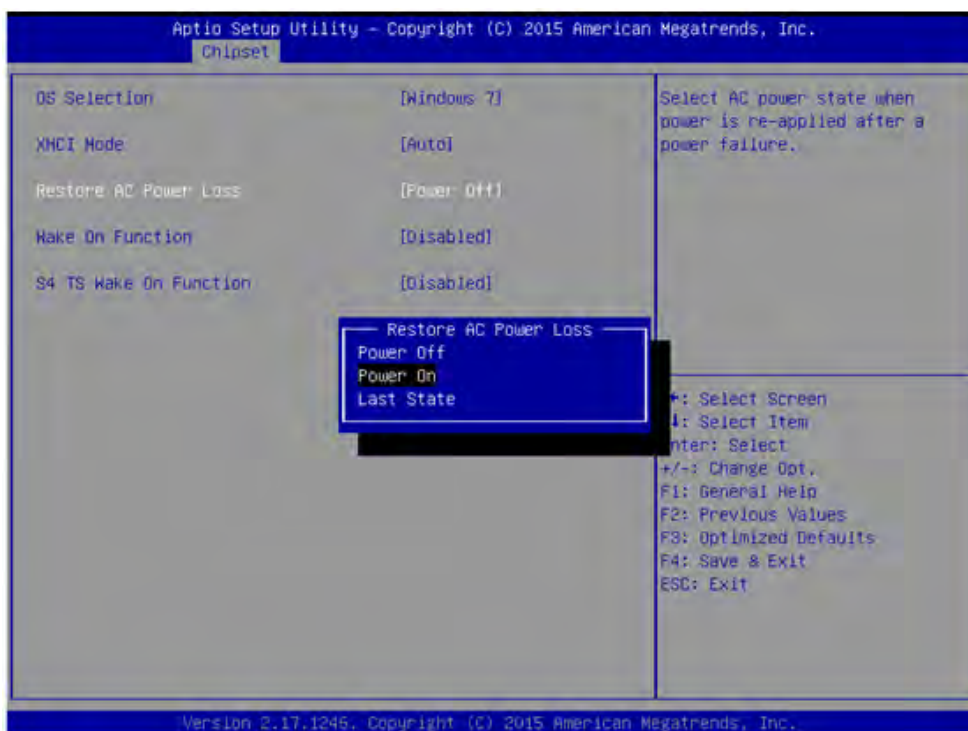 Aptio Setup Utility – Copyright (C) 2015 American Megatrends, Inc.
Chipset
OS Selection [Windows 7]
XHCI Mode [Auto]
Restore AC Power Loss [Power Off]
Wake On Function [Disabled]
S4 TS Wake On Function [Disabled]
Select AC power state when
power is re-applied after a
power failure.
Restore AC Power Loss
Power Off
Power On
Last State
: Select Screen
: Select Item
nter: Select
+/-: Change Opt.
F1: General Help
F2: Previous Values
F3: Optimized Defaults
F4: Save & Exit
ESC: Exit
Version 2.17.1246. Copyright (C) 2015 American Megatrends, Inc.